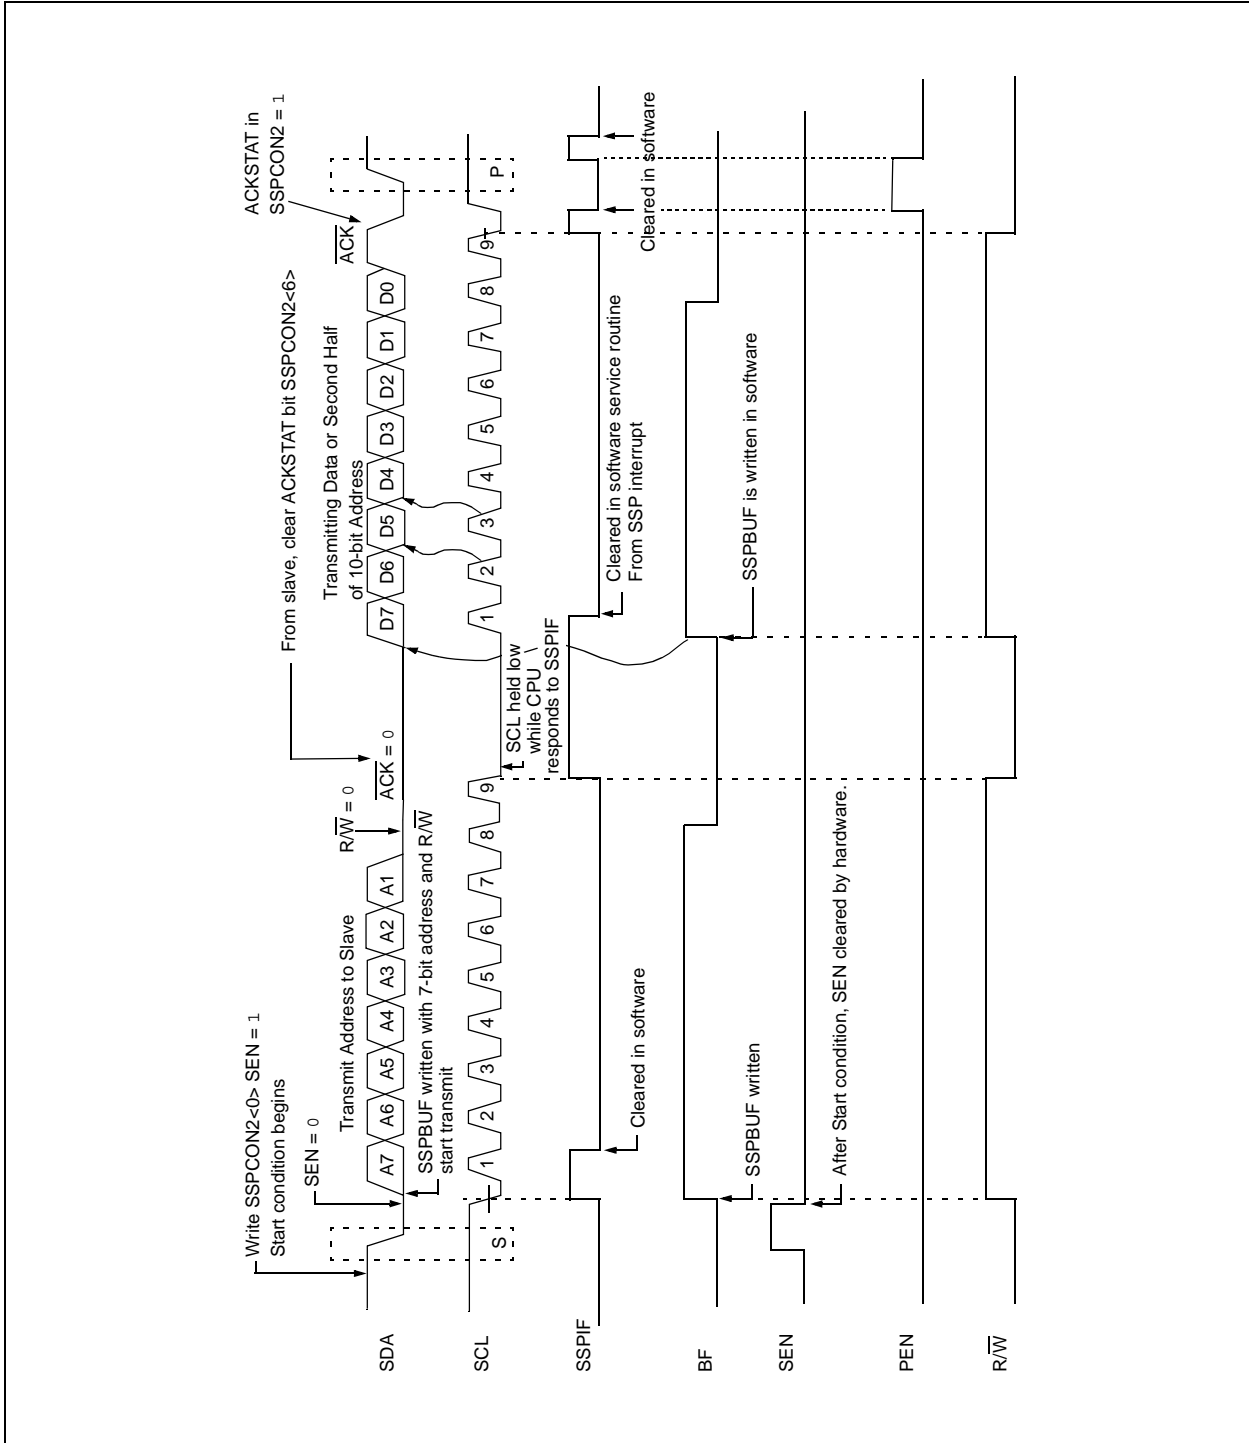 Write SSPCON2<0> SEN = 1
Start condition begins
SEN = 0
Transmit Address to Slave
R/W = 0
ACK = 0
From slave, clear ACKSTAT bit SSPCON2<6>
Transmitting Data or Second Half
of 10-bit Address
ACK
ACKSTAT in
SSPCON2 = 1
SDA
A7 A6 A5 A4 A3 A2 A1
D7 D6 D5 D4 D3 D2 D1 D0
SSPBUF written with 7-bit address and R/W
start transmit
SCL
S
1 2 3 4 5 6 7 8 9
1 2 3 4 5 6 7 8 9
P
SCL held low
while CPU
responds to SSPIF
SSPIF
Cleared in software
Cleared in software service routine
From SSP interrupt
Cleared in software
BF
SSPBUF written
SSPBUF is written in software
SEN
After Start condition, SEN cleared by hardware.
PEN
R/W